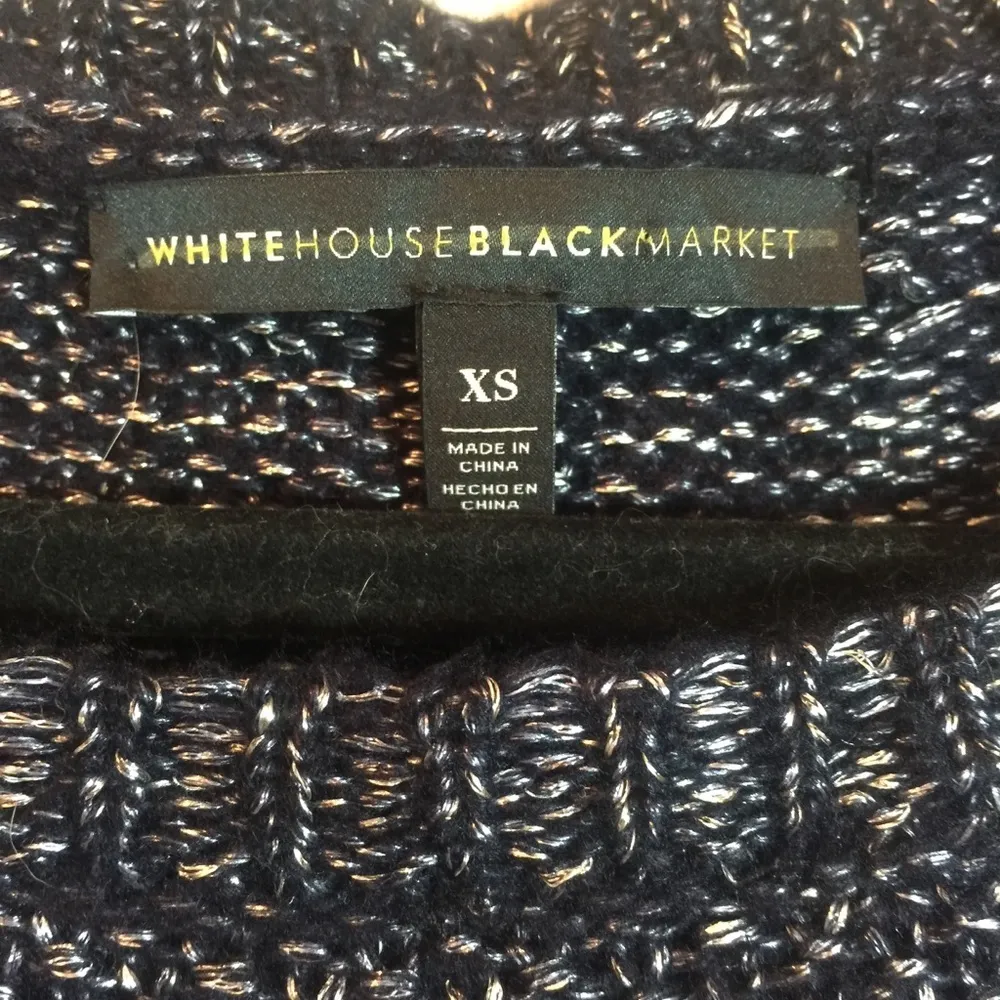 WHITEHOUSEBLACKMARKET
XS
MADE IN
CHINA
HECHO EN
CHINA